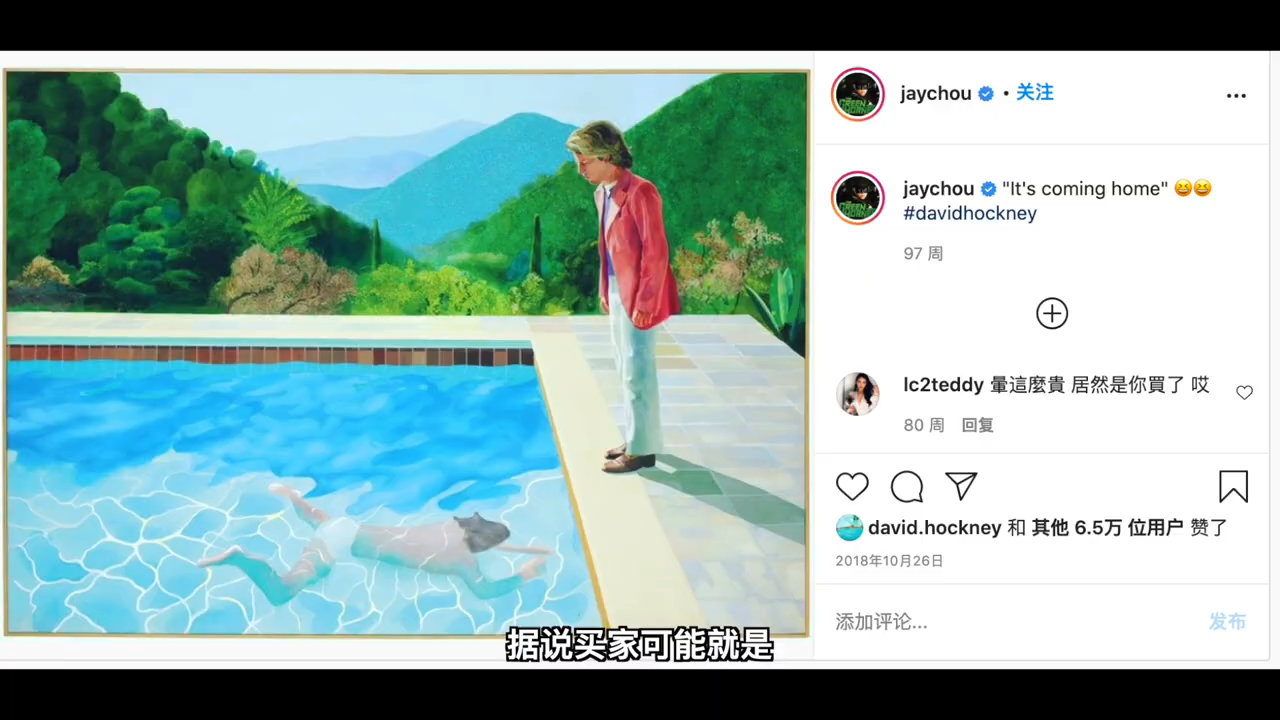 jaychou • 关注
jaychou "It's coming home" 😆😆
#davidhockney
97 周
lc2teddy 暈這麼貴 居然是你買了 哎
80 周 回复
david.hockney 和 其他 6.5万 位用户 赞了
2018年10月26日
添加评论... 发布
据说买家可能就是